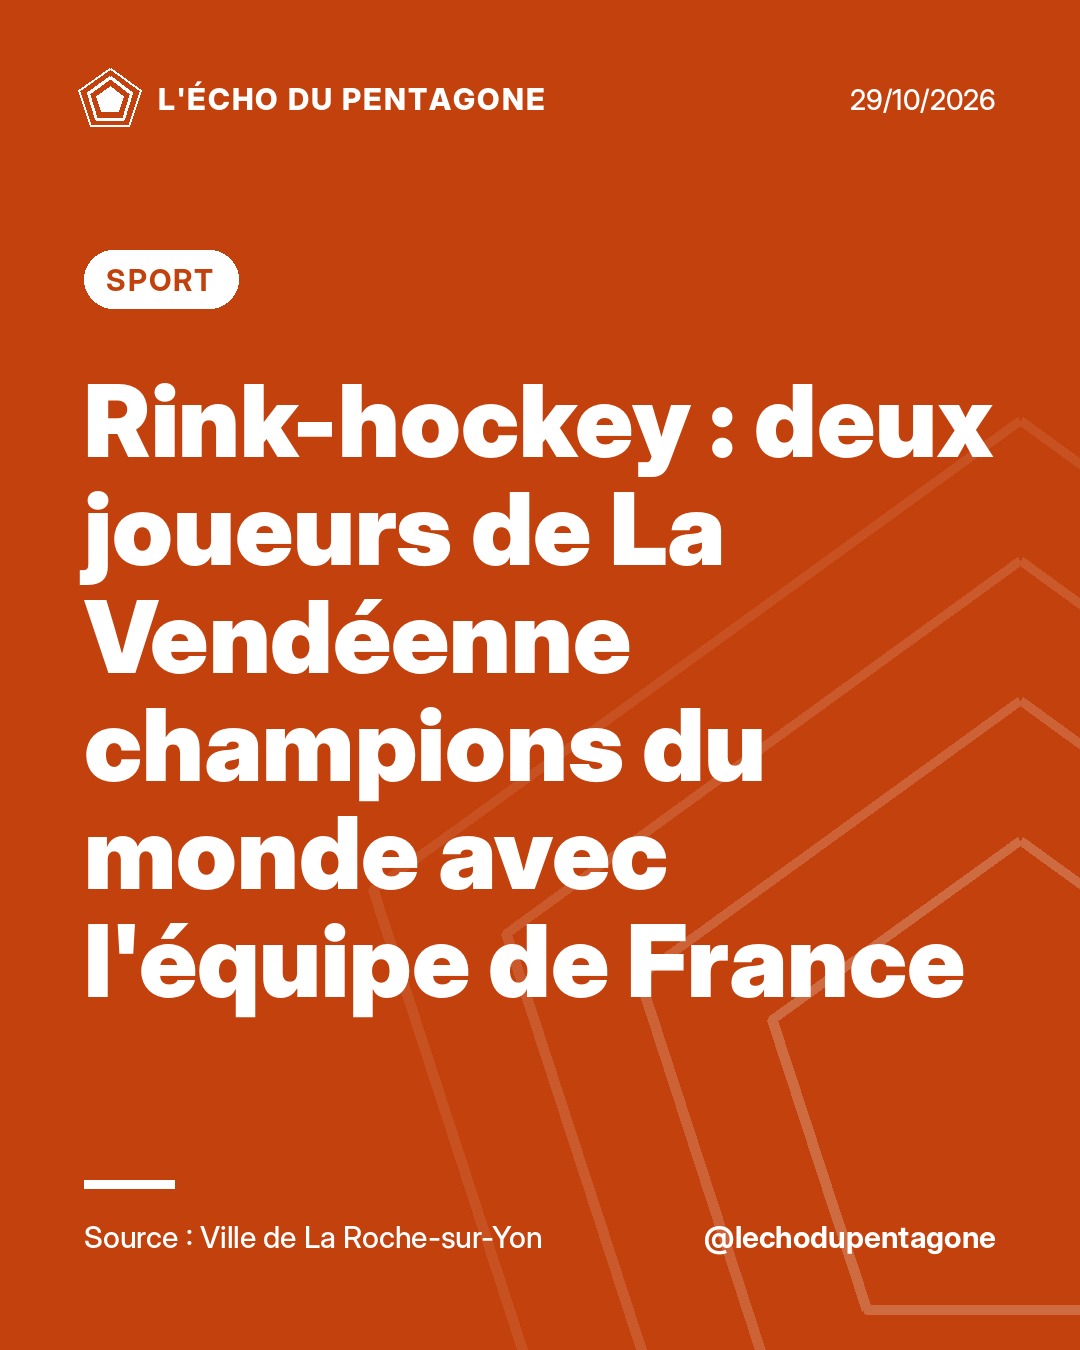 L'ÉCHO DU PENTAGONE
29/10/2026
SPORT
Rink-hockey : deux
joueurs de La
Vendéenne
champions du
monde avec
l'équipe de France
Source : Ville de La Roche-sur-Yon
@lechodupentagone